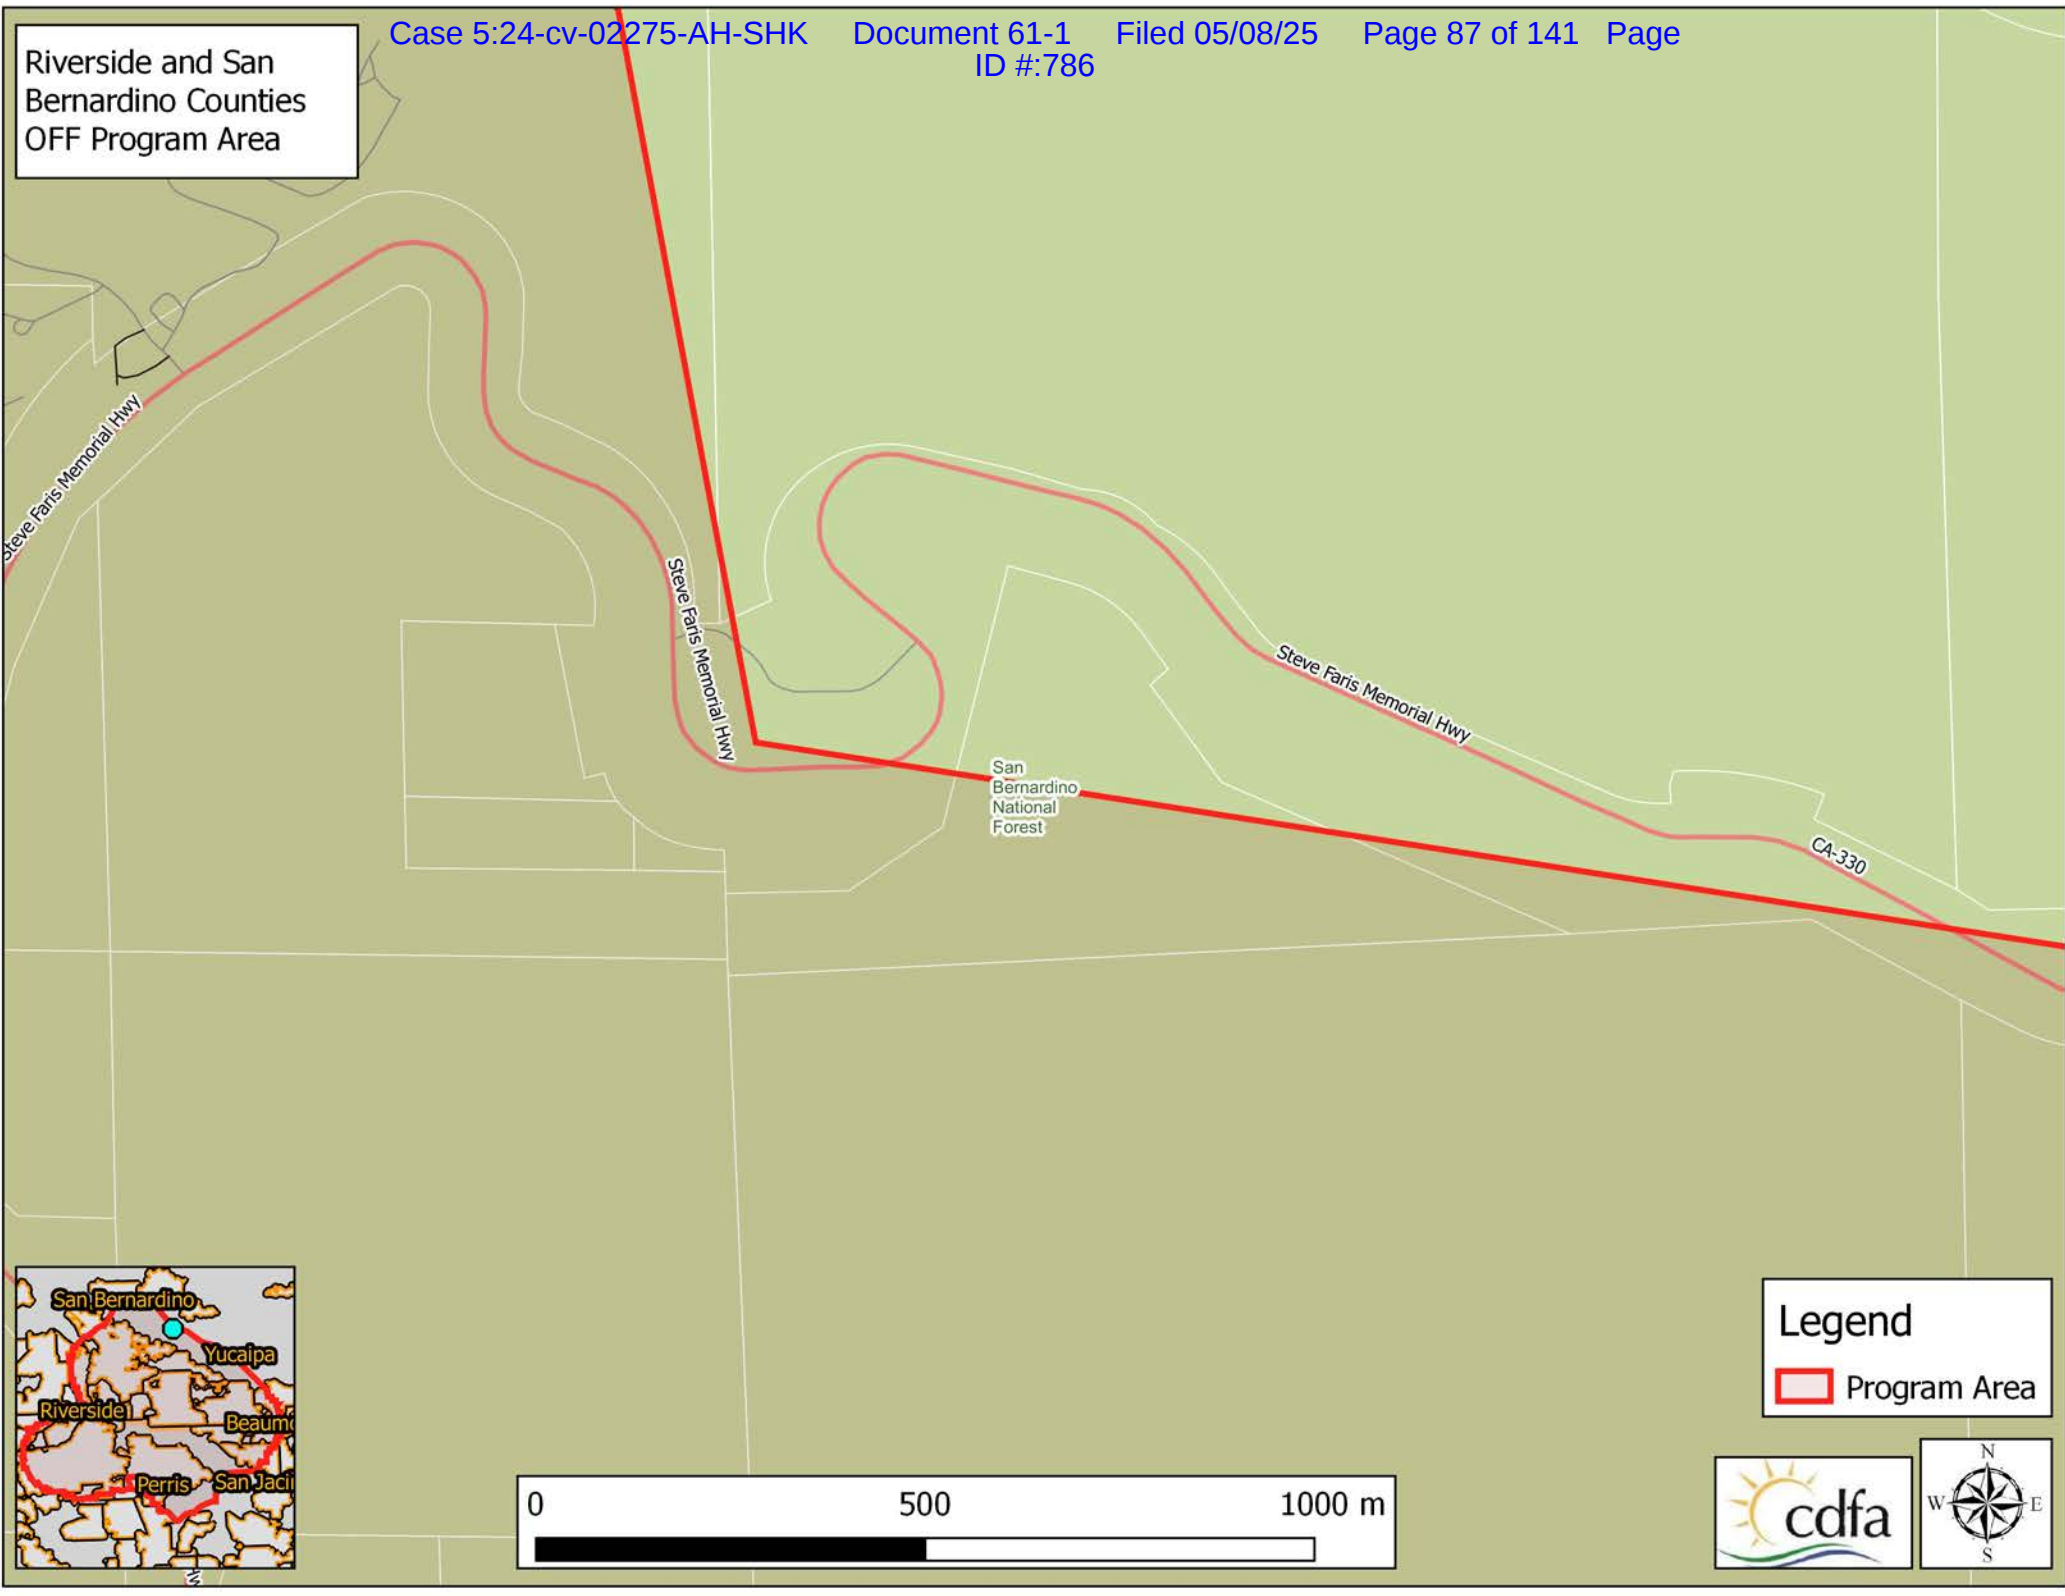 Case 5:24-cv-02275-AH-SHK Document 61-1 Filed 05/08/25 Page 87 of 141 Page
ID #:786
Riverside and San
Bernardino Counties
OFF Program Area
Steve Faris Memorial Hwy
Steve Faris Memorial Hwy
Steve Faris Memorial Hwy
San
Bernardino
National
Forest
CA-330
San Bernardino
Yucaipa
Riverside
Beaumo
Perris
San Jaci
Legend
Program Area
0 500 1000 m
cdfa
N
W E
S